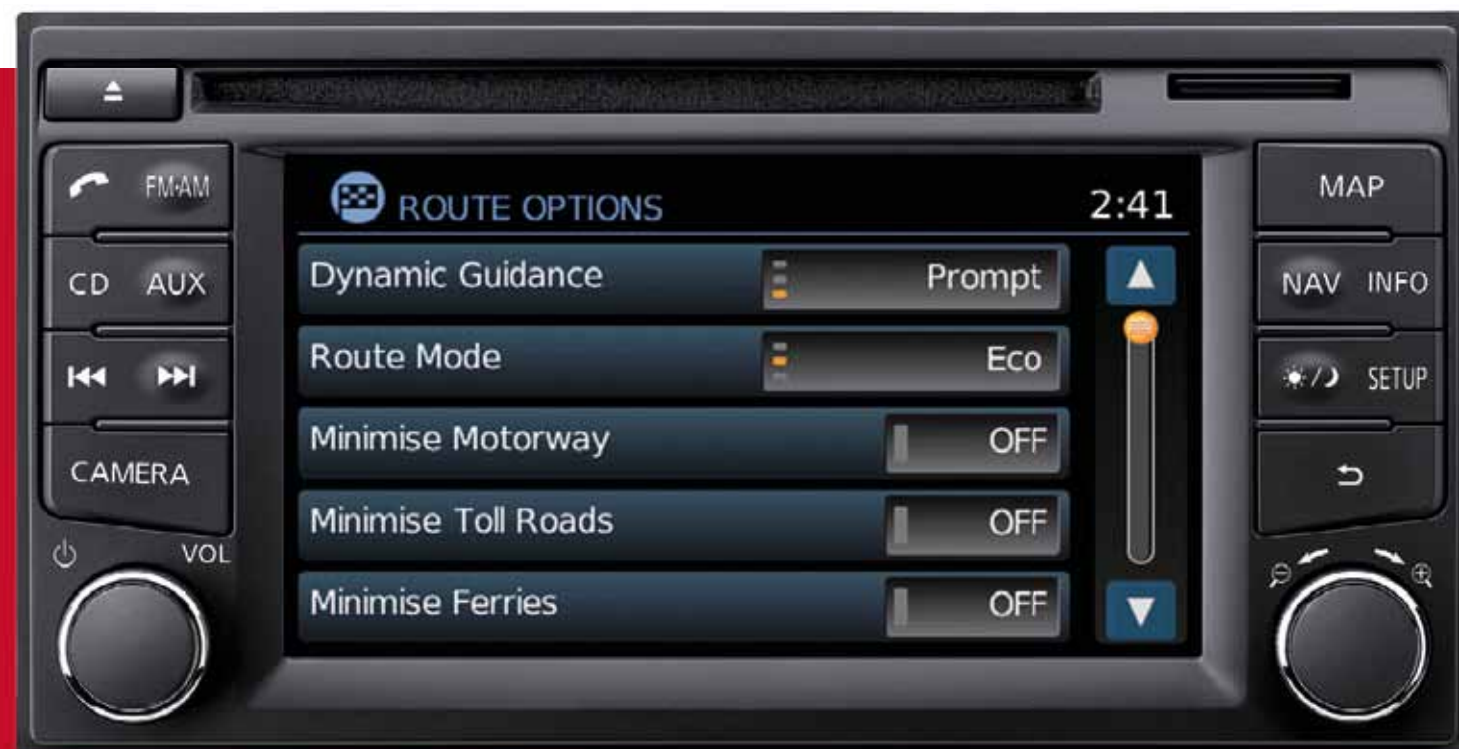 FM·AM
CD AUX
CAMERA
VOL
ROUTE OPTIONS 2:41
Dynamic Guidance Prompt
Route Mode Eco
Minimise Motorway OFF
Minimise Toll Roads OFF
Minimise Ferries OFF
MAP
NAV INFO
SETUP